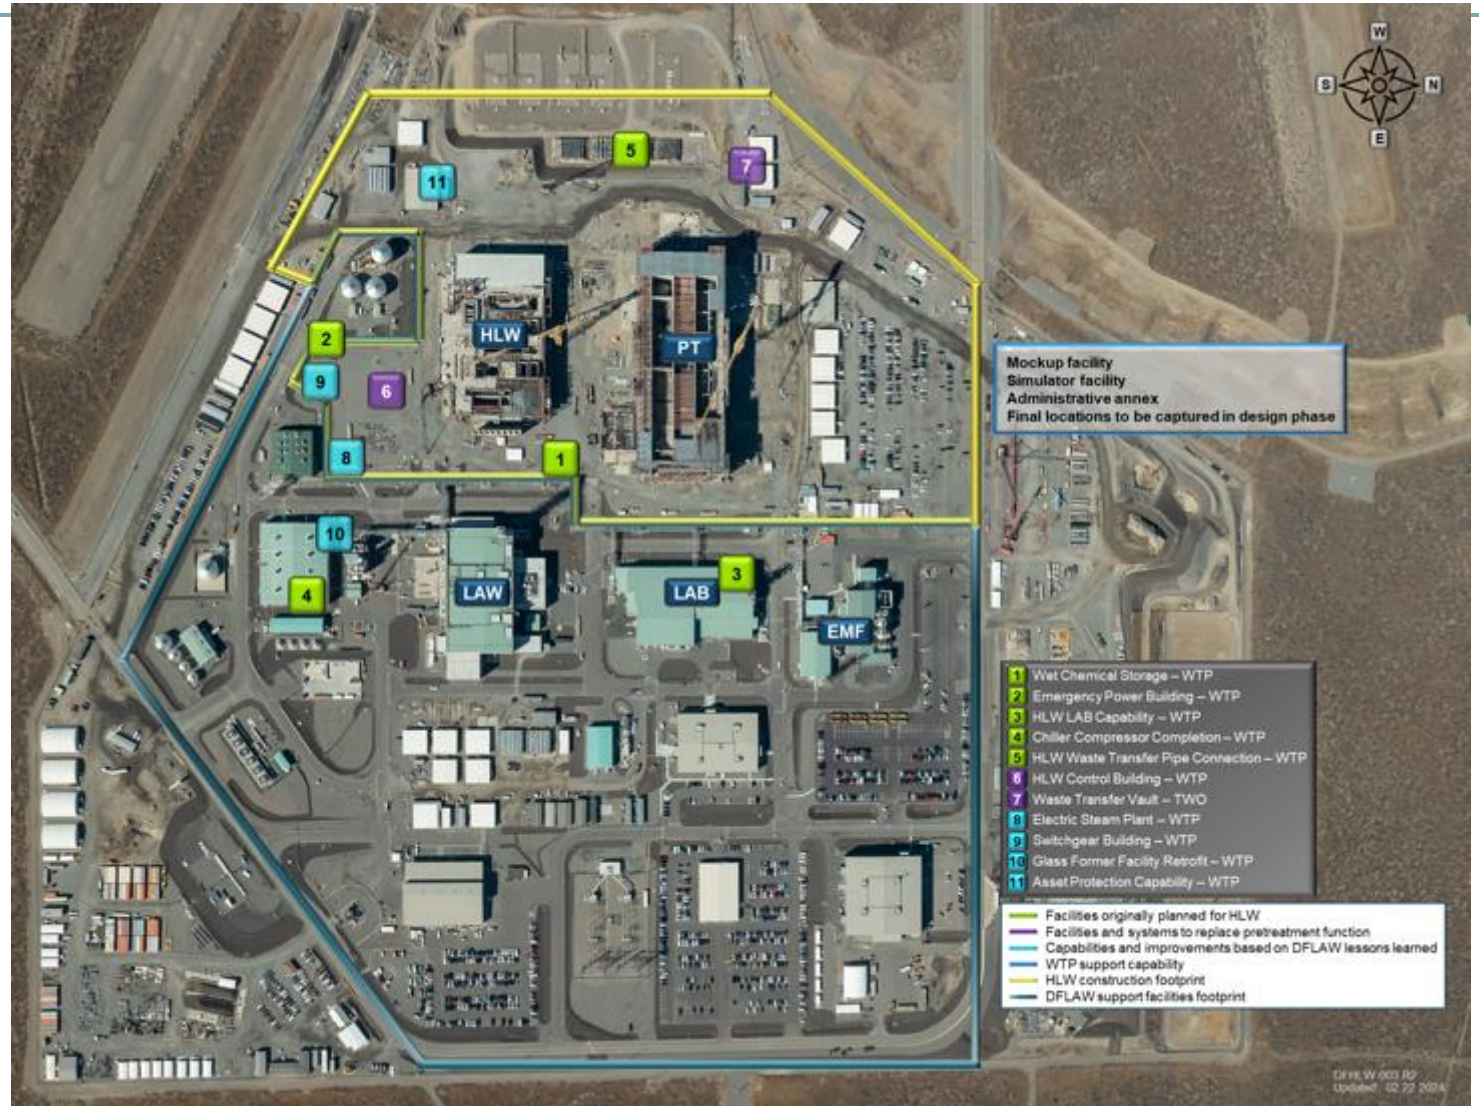 W
S
N
E
5
7
11
2
HLW
PT
9
6
8
1
Mockup facility
Simulator facility
Administrative annex
Final locations to be captured in design phase
10
4
LAW
LAB
3
EMF
1 Wet Chemical Storage – WTP
2 Emergency Power Building – WTP
3 HLW LAB Capability – WTP
4 Chiller Compressor Completion – WTP
5 HLW Waste Transfer Pipe Connection – WTP
6 HLW Control Building – WTP
7 Waste Transfer Vault – TWO
8 Electric Steam Plant – WTP
9 Switchgear Building – WTP
10 Glass Former Facility Retrofit – WTP
11 Asset Protection Capability – WTP
Facilities originally planned for HLW
Facilities and systems to replace pretreatment function
Capabilities and improvements based on DFLAW lessons learned
WTP support capability
HLW construction footprint
DFLAW support facilities footprint
Updated: 02.22.2024